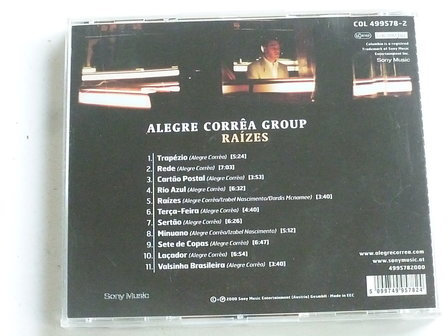 COL 499578-2
Columbia is a registered
Trademark of Sony Music
Entertainment Inc.
Sony Music
ALEGRE CORRÊA GROUP
RAÍZES
1. Trapézio (Alegre Corrêa) [5:24]
2. Rede (Alegre Corrêa) [7:03]
3. Cartão Postal (Alegre Corrêa) [3:53]
4. Rio Azul (Alegre Corrêa) [6:32]
5. Raízes (Alegre Corrêa/Izabel Nascimento/Dardis Mcnamee) [3:40]
6. Terça-Feira (Alegre Corrêa) [4:40]
7. Sertão (Alegre Corrêa) [6:26]
8. Minuano (Alegre Corrêa/Izabel Nascimento) [5:12]
9. Sete de Copas (Alegre Corrêa) [6:47]
10. Laçador (Alegre Corrêa) [6:54]
11. Valsinha Brasileira (Alegre Corrêa) [3:40]
www.alegrecorrea.com
www.sonymusic.at
4995782000
5 099749 957824
Sony Music
℗ © 2000 Sony Music Entertainment (Austria) GesmbH - Made in EEC